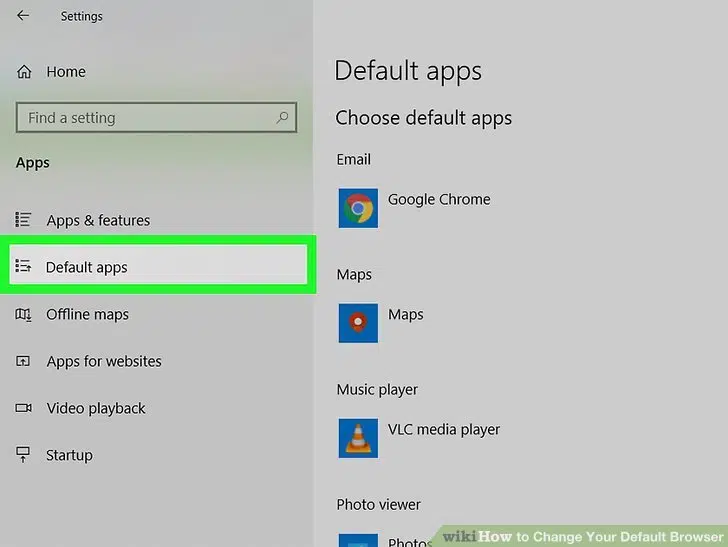 Settings
Home
Find a setting
Apps
Apps & features
Default apps
Offline maps
Apps for websites
Video playback
Startup
Default apps
Choose default apps
Email
Google Chrome
Maps
Maps
Music player
VLC media player
Photo viewer
Photos
wikiHow to Change Your Default Browser